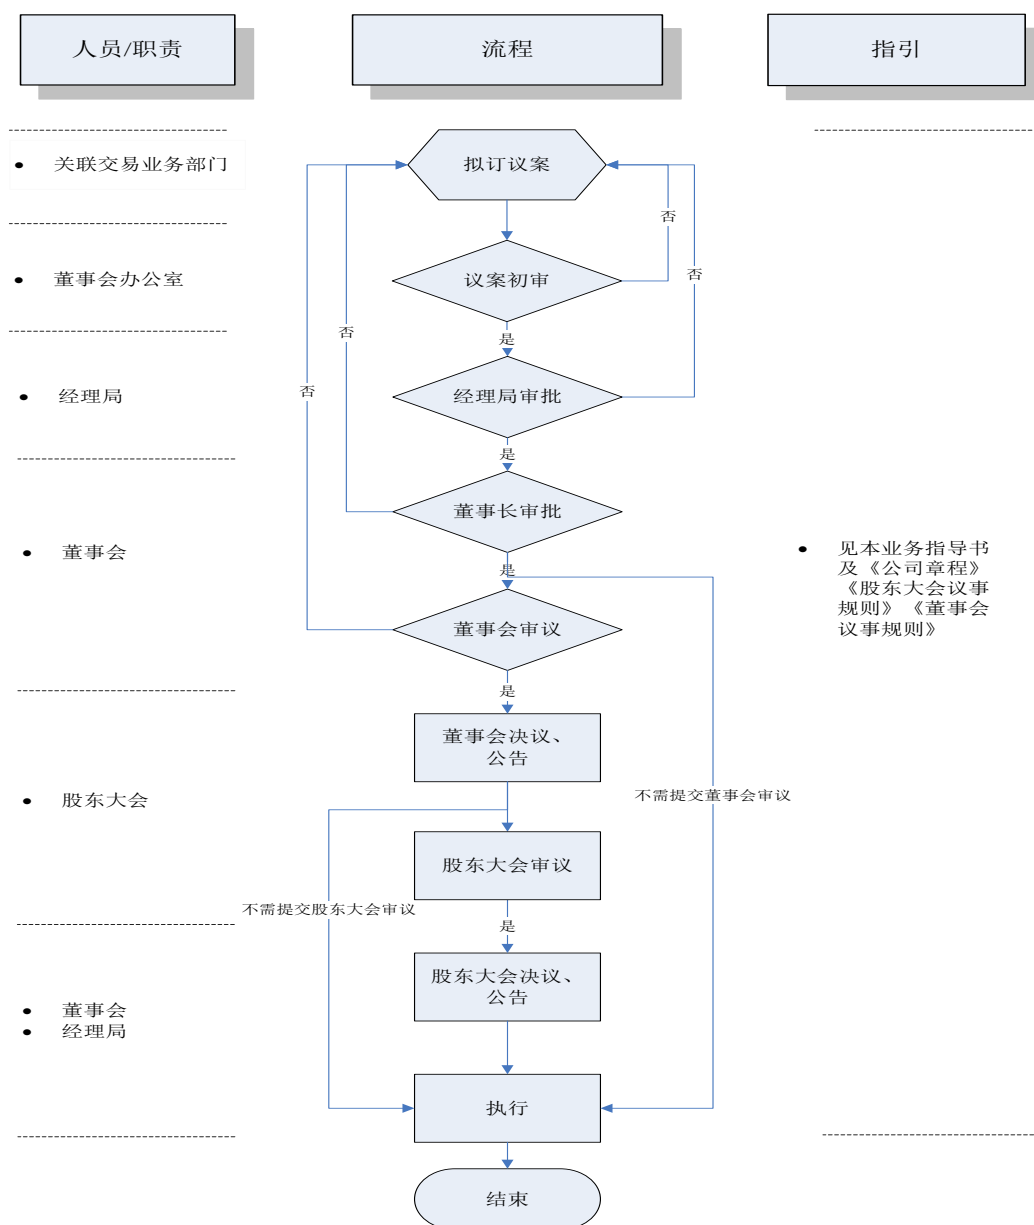 人员/职责
流程
指引
● 关联交易业务部门
拟订议案
否
● 董事会办公室
议案初审
否
是
否
● 经理局
经理局审批
否
是
董事长审批
● 董事会
是
董事会审议
● 见本业务指导书
及《公司章程》
《股东大会议事
规则》《董事会
议事规则》
是
董事会决议、
公告
● 股东大会
不需提交董事会审议
股东大会审议
不需提交股东大会审议
是
股东大会决议、
公告
● 董事会
● 经理局
执行
结束